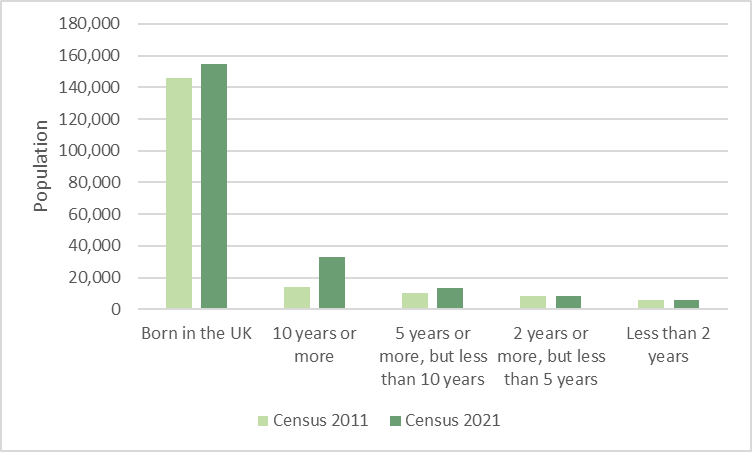 180,000
160,000
140,000
120,000
100,000
80,000
60,000
40,000
20,000
0
Population
Born in the UK
10 years or
more
5 years or
more, but less
than 10 years
2 years or
more, but less
than 5 years
Less than 2
years
Census 2011
Census 2021